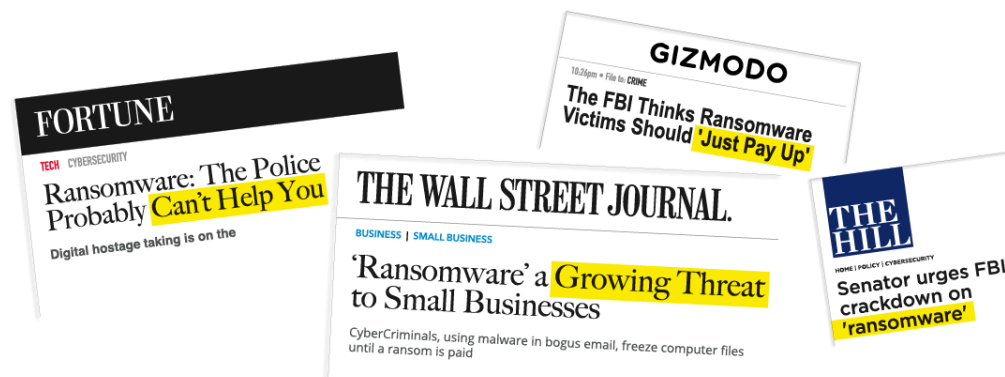 FORTUNE
TECH CYBERSECURITY
Ransomware: The Police
Probably Can't Help You
Digital hostage taking is on the
GIZMODO
10:26pm • File to: CRIME
The FBI Thinks Ransomware
Victims Should 'Just Pay Up'
THE WALL STREET JOURNAL.
BUSINESS | SMALL BUSINESS
‘Ransomware’ a Growing Threat
to Small Businesses
CyberCriminals, using malware in bogus email, freeze computer files
until a ransom is paid
THE
HILL
HOME | POLICY | CYBERSECURITY
Senator urges FBI
crackdown on
'ransomware'